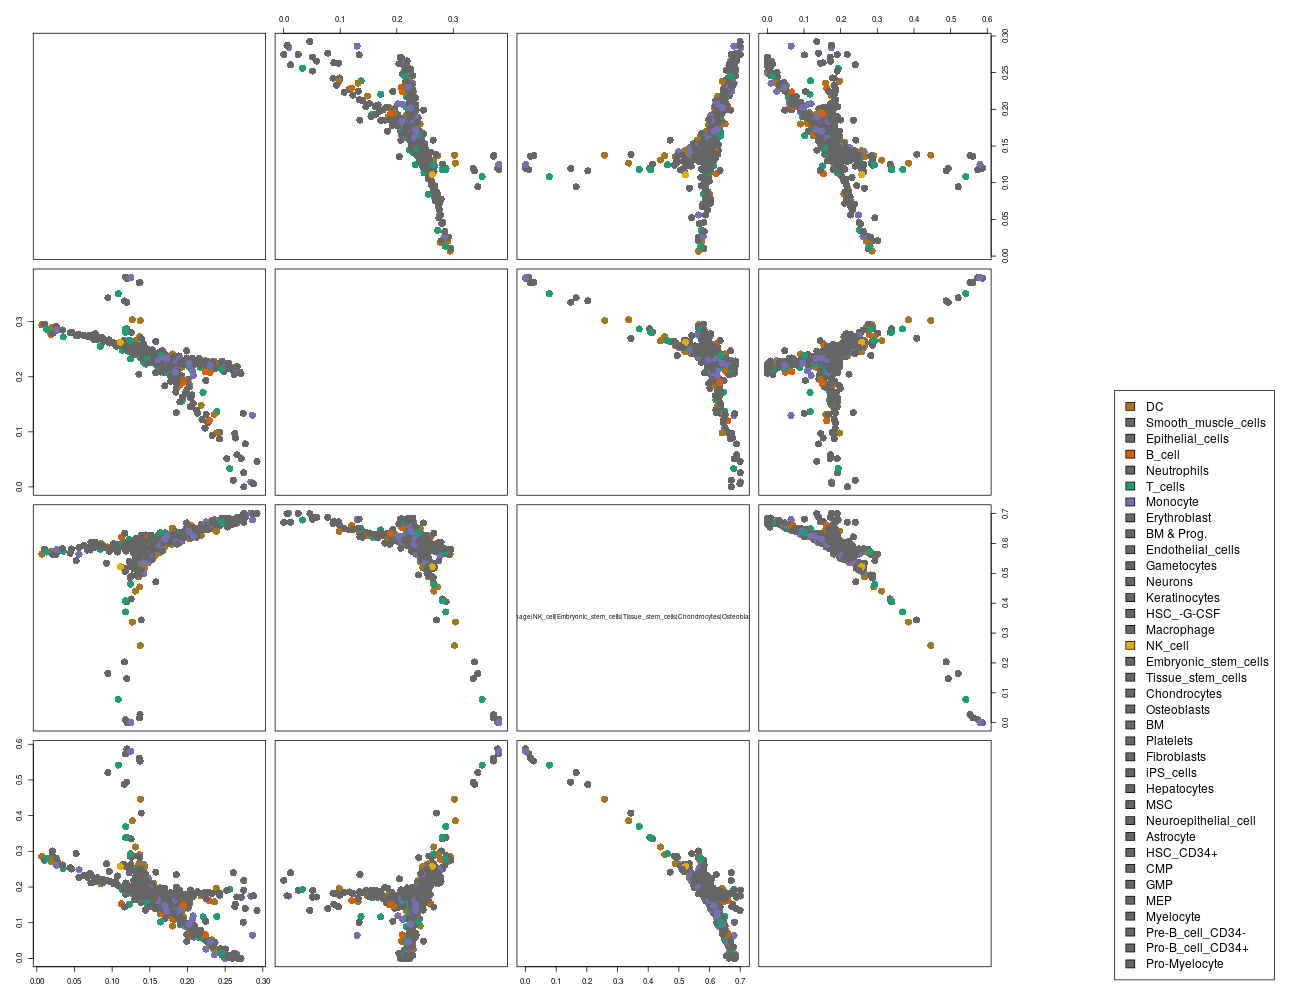 0.0 0.1 0.2 0.3
0.0 0.1 0.2 0.3 0.4 0.5 0.6
0.00 0.05 0.10 0.15 0.20 0.25 0.30
0.0 0.1 0.2 0.3
|NK_cell|Embryonic_stem_cells|Tissue_stem_cells|Chondrocytes|
0.0 0.1 0.2 0.3 0.4 0.5 0.6 0.7
0.0 0.1 0.2 0.3 0.4 0.5 0.6
0.00 0.05 0.10 0.15 0.20 0.25 0.30
0.0 0.1 0.2 0.3 0.4 0.5 0.6 0.7
DC
Smooth_muscle_cells
Epithelial_cells
B_cell
Neutrophils
T_cells
Monocyte
Erythroblast
BM & Prog.
Endothelial_cells
Gametocytes
Neurons
Keratinocytes
HSC_-G-CSF
Macrophage
NK_cell
Embryonic_stem_cells
Tissue_stem_cells
Chondrocytes
Osteoblasts
BM
Platelets
Fibroblasts
iPS_cells
Hepatocytes
MSC
Neuroepithelial_cell
Astrocyte
HSC_CD34+
CMP
GMP
MEP
Myelocyte
Pre-B_cell_CD34-
Pro-B_cell_CD34+
Pro-Myelocyte